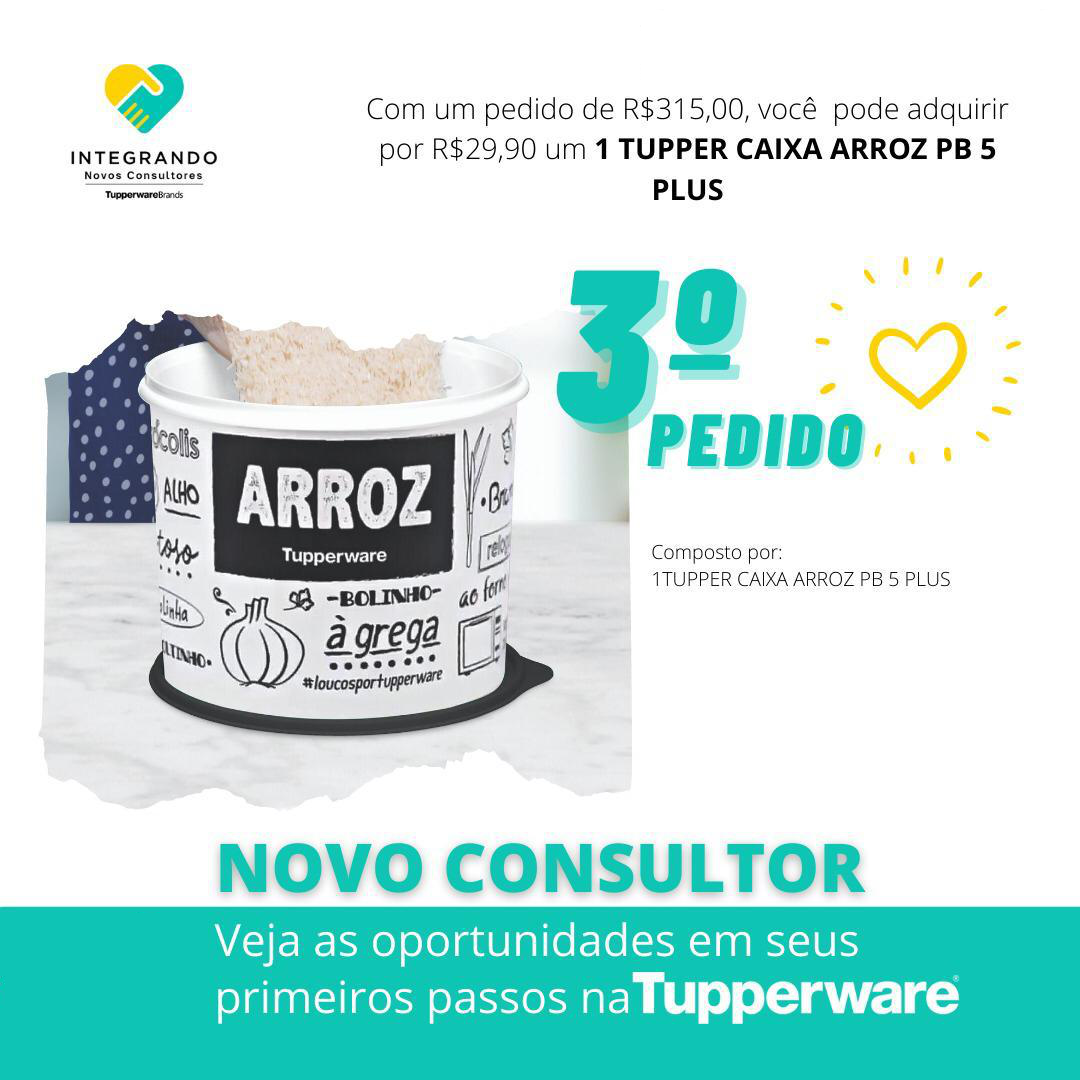 INTEGRANDO
Novos Consultores
TupperwareBrands
Com um pedido de R$315,00, você pode adquirir
por R$29,90 um 1 TUPPER CAIXA ARROZ PB 5
PLUS
3º
PEDIDO
ALHO
ARROZ
Tupperware
-BOLINHO-
à grega
#loucosportupperware
ao forno
Composto por:
1TUPPER CAIXA ARROZ PB 5 PLUS
NOVO CONSULTOR
Veja as oportunidades em seus
primeiros passos na Tupperware®